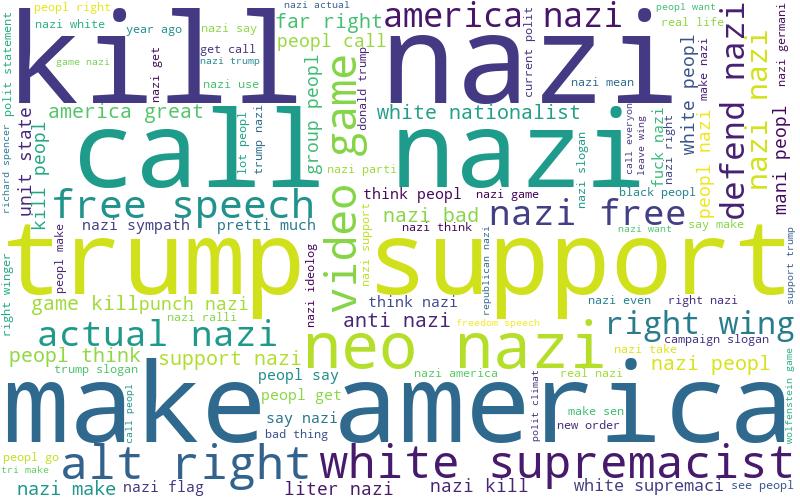 kill nazi
call nazi
trump support
make america
white supremacist
neo nazi
alt right
video game
free speech
actual nazi
right wing
nazi free
defend nazi
nazi nazi
america nazi
far right
peopl call
peopl right
nazi white
year ago
nazi say
nazi actual
get call
nazi trump
game nazi
nazi get
nazi use
current polit
donald trump
nazi mean
peopl want
real life
make nazi
nazi germani
white peopl
mani peopl
peopl nazi
polit statement
richard spencer
unit state
kill peopl
america great
lot peopl
trump nazi
group peopl
white nationalist
nazi parti
nazi slogan
call everyon
leave wing
fuck nazi
nazi right
black peopl
think peopl
nazi game
nazi bad
nazi think
nazi want
say make
support trump
nazi sympath
pretti much
peopl make
nazi ideolog
nazi support
republican nazi
right winger
game killpunch nazi
nazi ralli
think nazi
anti nazi
freedom speech
nazi even
right nazi
campaign slogan
nazi take
nazi peopl
peopl think
support nazi
trump slogan
peopl say
nazi america
real nazi
peopl get
say nazi
bad thing
call peopl
polit climat
make sen
new order
wolfenstein game
peopl go
tri make
nazi make
nazi flag
liter nazi
nazi kill
white supremaci
see peopl